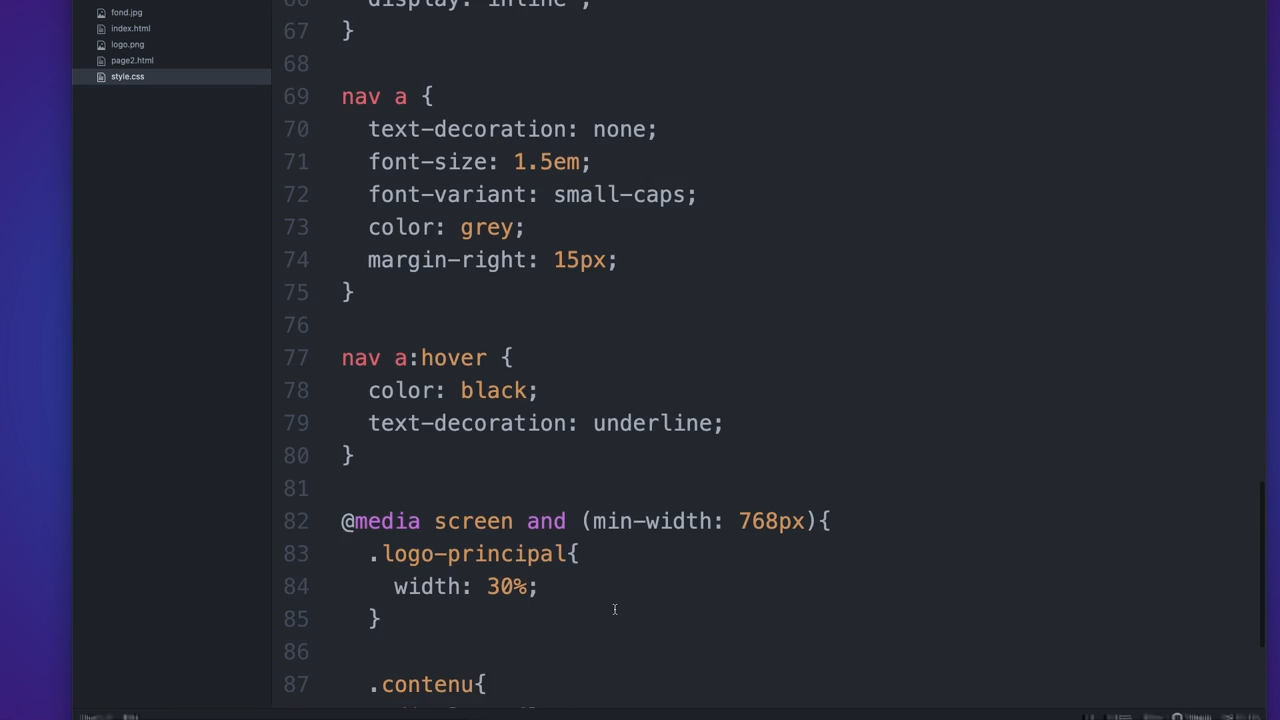 fond.jpg
index.html
logo.png
page2.html
style.css
66 display: inline ;
67 }
68
69 nav a {
70 text-decoration: none;
71 font-size: 1.5em;
72 font-variant: small-caps;
73 color: grey;
74 margin-right: 15px;
75 }
76
77 nav a:hover {
78 color: black;
79 text-decoration: underline;
80 }
81
82 @media screen and (min-width: 768px){
83 .logo-principal{
84 width: 30%;
85 }
86
87 .contenu{